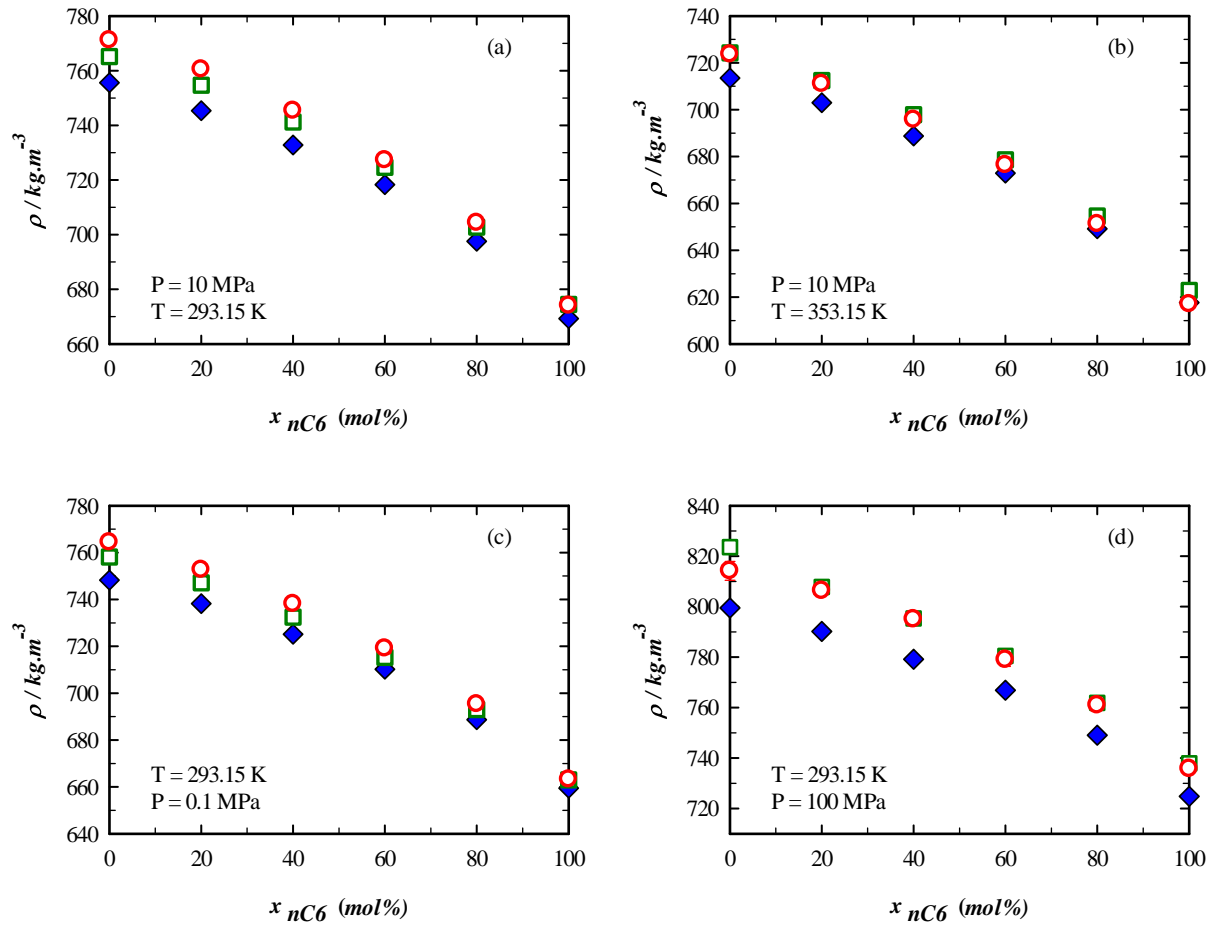 780
760
740
720
700
680
660
ρ / kg.m⁻³
(a)
P = 10 MPa
T = 293.15 K
0 20 40 60 80 100
x nC6 (mol%)
740
720
700
680
660
640
620
600
ρ / kg.m⁻³
(b)
P = 10 MPa
T = 353.15 K
0 20 40 60 80 100
x nC6 (mol%)
780
760
740
720
700
680
660
640
ρ / kg.m⁻³
(c)
T = 293.15 K
P = 0.1 MPa
0 20 40 60 80 100
x nC6 (mol%)
840
820
800
780
760
740
720
ρ / kg.m⁻³
(d)
T = 293.15 K
P = 100 MPa
0 20 40 60 80 100
x nC6 (mol%)